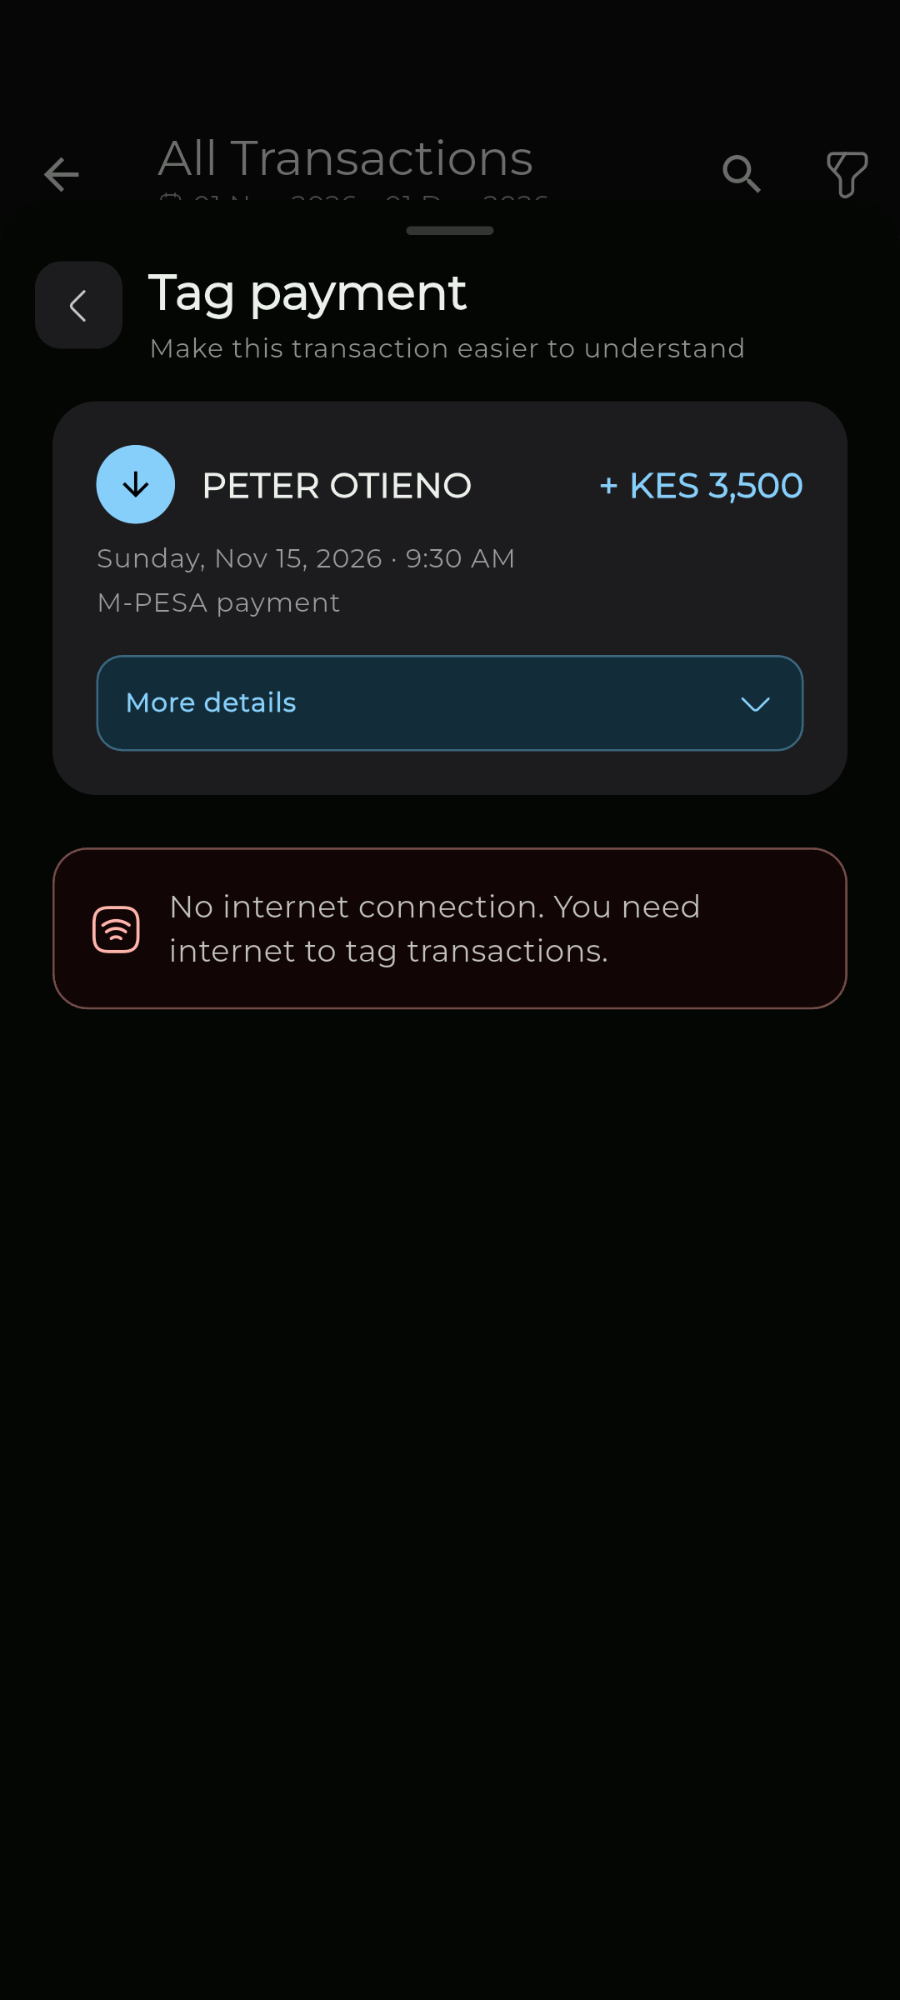 All Transactions
Tag payment
Make this transaction easier to understand
PETER OTIENO
+ KES 3,500
Sunday, Nov 15, 2026 · 9:30 AM
M-PESA payment
More details
No internet connection. You need
internet to tag transactions.